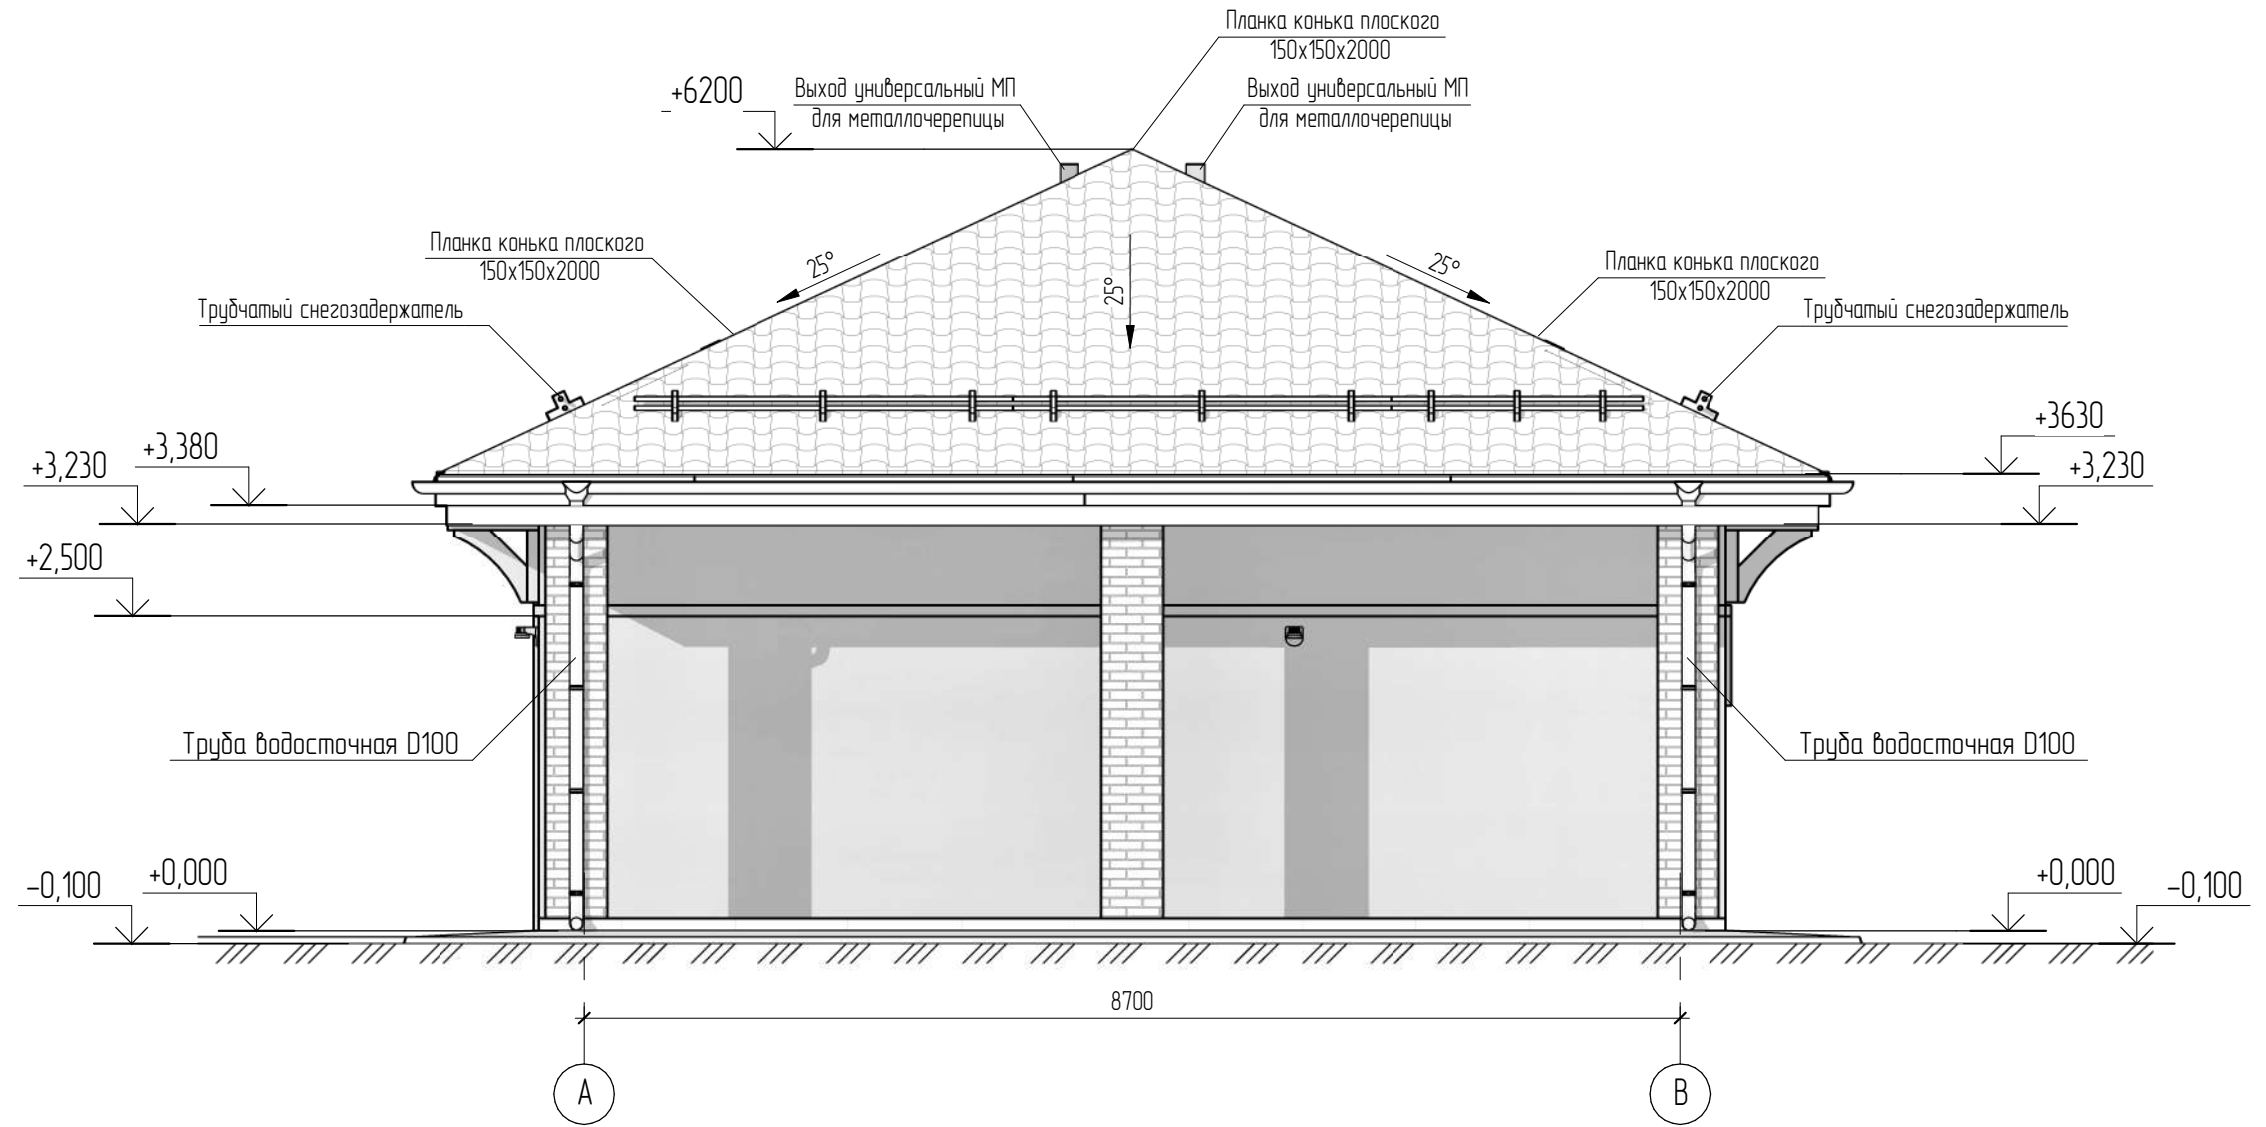 Планка конька плоского
150х150х2000
+6200
Выход универсальный МП
для металлочерепицы
Выход универсальный МП
для металлочерепицы
Планка конька плоского
150х150х2000
25°
25°
25°
Планка конька плоского
150х150х2000
Трубчатый снегозадержатель
Трубчатый снегозадержатель
+3,230
+3,380
+3630
+3,230
+2,500
Труба водосточная D100
Труба водосточная D100
-0,100
+0,000
+0,000
-0,100
8700
А
В